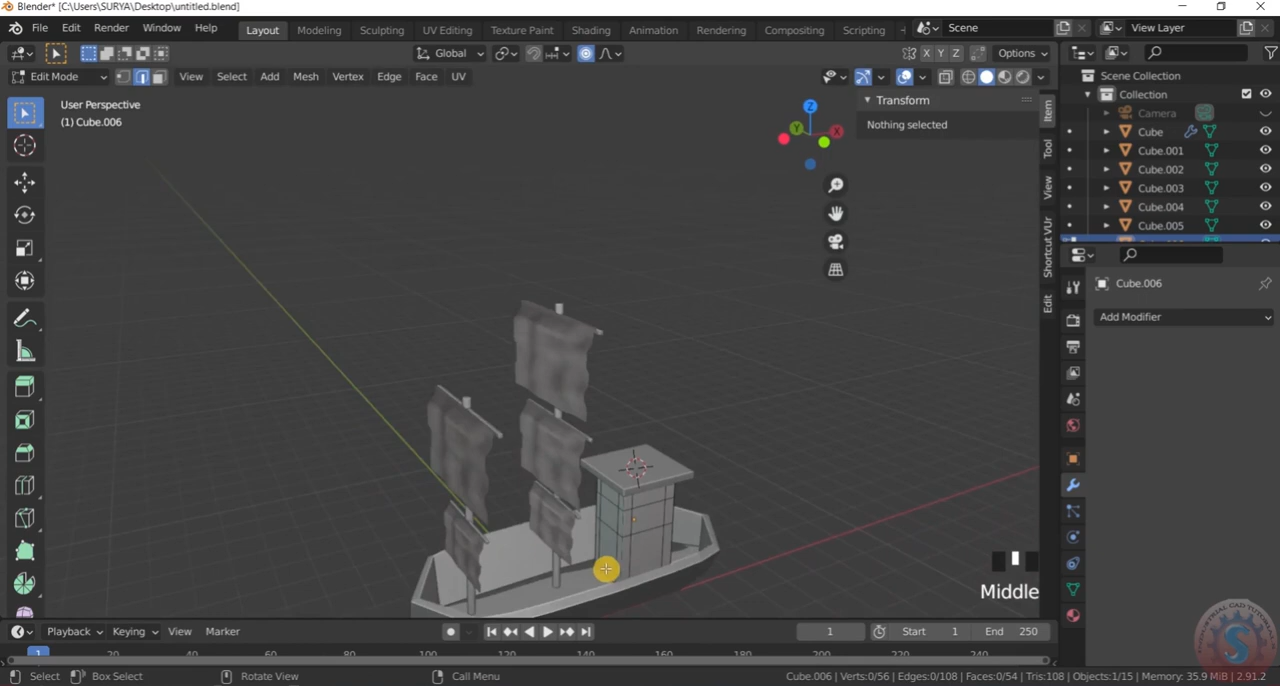 Blender* [C:\Users\SURYA\Desktop\untitled.blend]
File Edit Render Window Help Layout Modeling Sculpting UV Editing Texture Paint Shading Animation Rendering Compositing Scripting Scene View Layer
Global X Y Z Options
Edit Mode View Select Add Mesh Vertex Edge Face UV
User Perspective
(1) Cube.006
Transform
Nothing selected
Item
Tool
View
Shortcut VUr
Edit
Z
Y
X
Scene Collection
Collection
Camera
Cube
Cube.001
Cube.002
Cube.003
Cube.004
Cube.005
Cube.006
Add Modifier
Middle
Playback Keying View Marker 1 Start 1 End 250
1 20 40 60 80 100 120 140 160 180 200 220 240
Select Box Select Rotate View Call Menu Cube.006 | Verts:0/56 | Edges:0/108 | Faces:0/54 | Tris:108 | Objects:1/15 | Memory: 35.9 MiB | 2.91.2